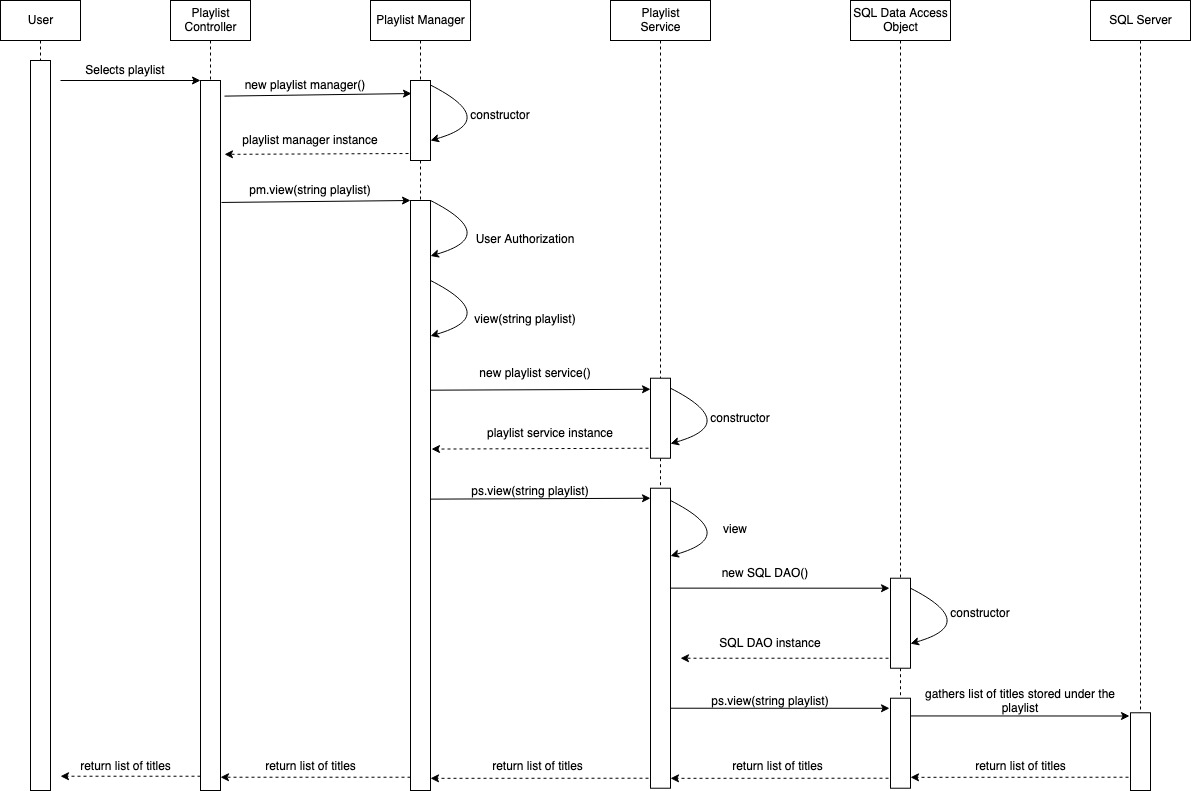 User
Playlist
Controller
Playlist Manager
Playlist
Service
SQL Data Access
Object
SQL Server
Selects playlist
new playlist manager()
constructor
playlist manager instance
pm.view(string playlist)
User Authorization
view(string playlist)
new playlist service()
constructor
playlist service instance
ps.view(string playlist)
view
new SQL DAO()
constructor
SQL DAO instance
ps.view(string playlist)
gathers list of titles stored under the
playlist
return list of titles
return list of titles
return list of titles
return list of titles
return list of titles